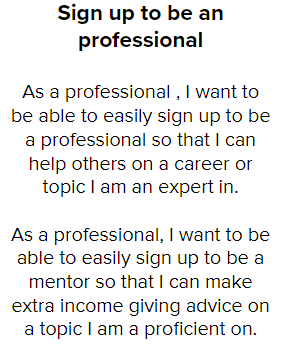 Sign up to be an
professional
As a professional , I want to
be able to easily sign up to be
a professional so that I can
help others on a career or
topic I am an expert in.
As a professional, I want to be
able to easily sign up to be a
mentor so that I can make
extra income giving advice on
a topic I am a proficient on.